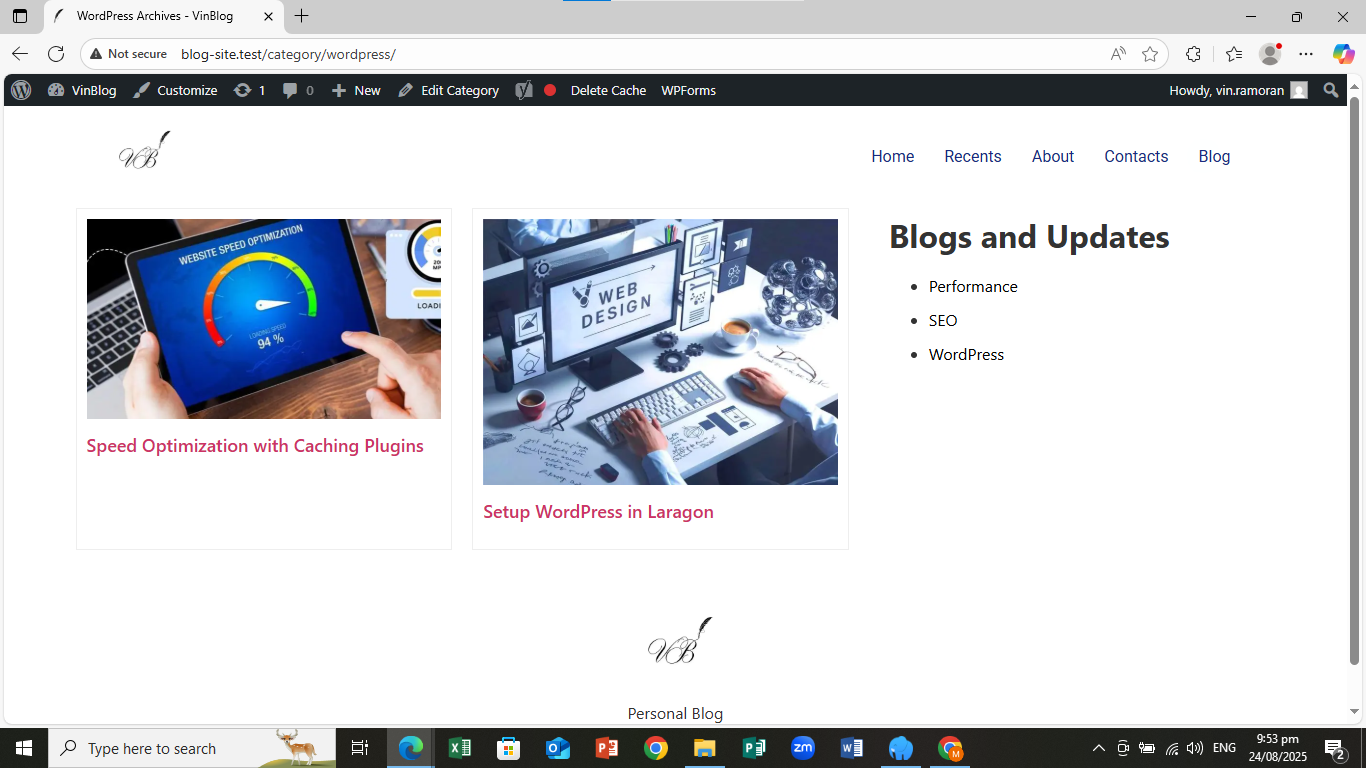 WordPress Archives - VinBlog
Not secure
blog-site.test/category/wordpress/
VinBlog
Customize
1
0
New
Edit Category
Delete Cache
WPForms
Howdy, vin.ramoran
VB
Home
Recents
About
Contacts
Blog
WEBSITE SPEED OPTIMIZATION
LOADING SPEED
94 %
WEB
DESIGN
Speed Optimization with Caching Plugins
Setup WordPress in Laragon
Blogs and Updates
Performance
SEO
WordPress
VB
Personal Blog
Type here to search
zm
M
ENG
9:53 pm
24/08/2025
2